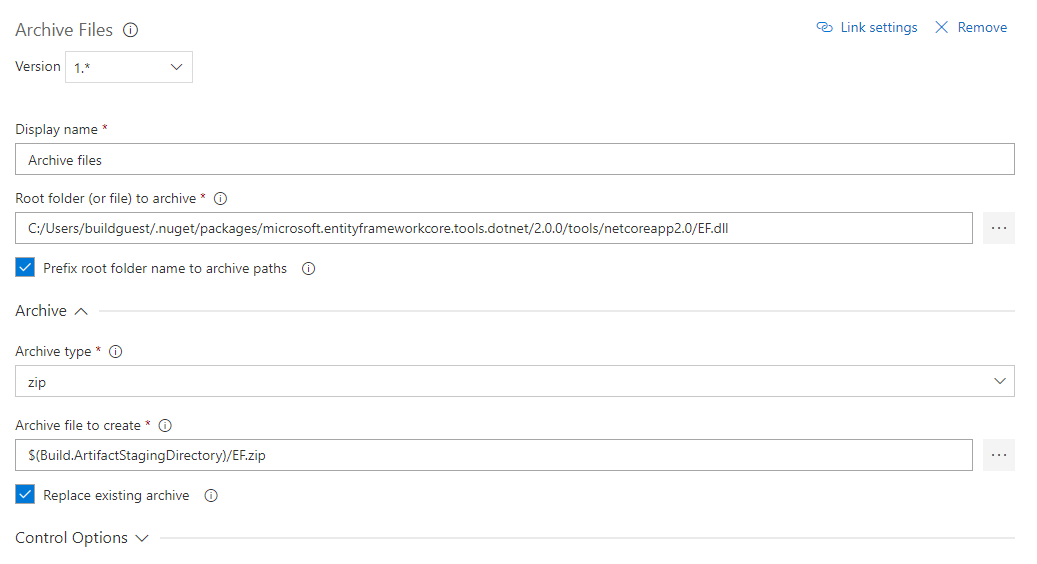 Archive Files
Link settings
Remove
Version 1.*
Display name *
Archive files
Root folder (or file) to archive *
C:/Users/buildguest/.nuget/packages/microsoft.entityframeworkcore.tools.dotnet/2.0.0/tools/netcoreapp2.0/EF.dll
Prefix root folder name to archive paths
Archive
Archive type *
zip
Archive file to create *
$(Build.ArtifactStagingDirectory)/EF.zip
Replace existing archive
Control Options